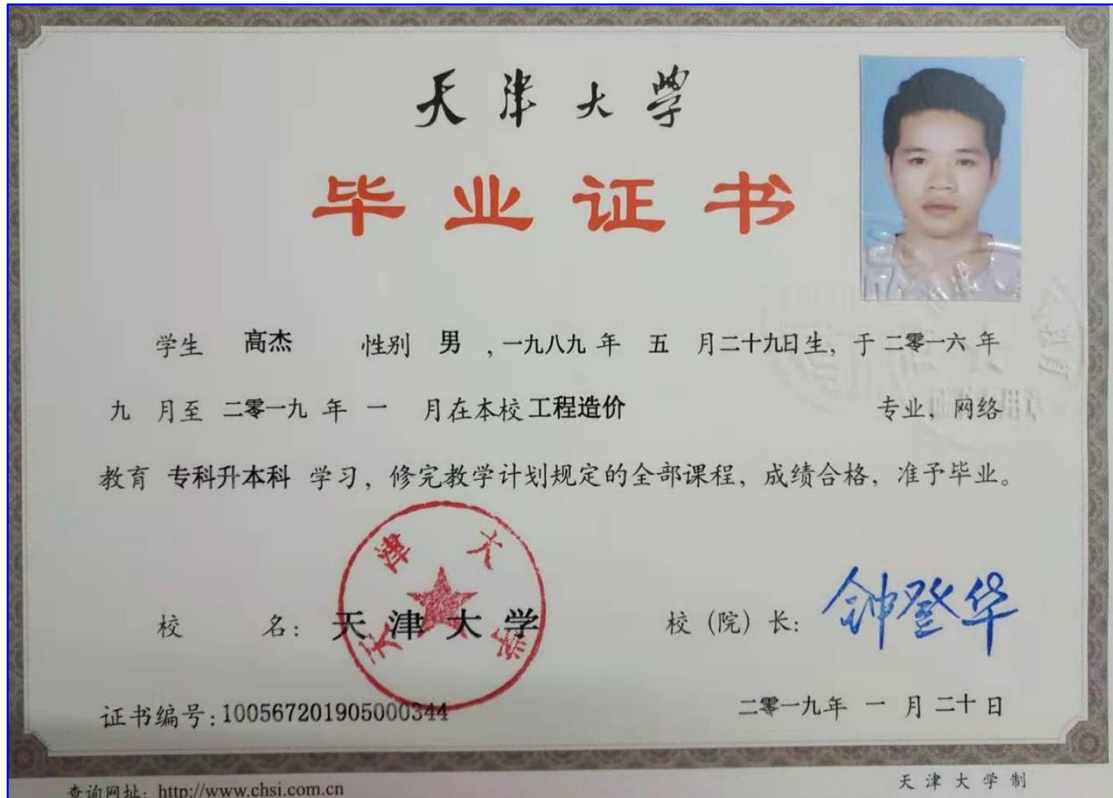 天津大学
毕业证书
学生 高杰 性别 男 ,一九八九 年 五 月二十九日生, 于 二零一六 年
九 月至 二零一九 年 一 月在本校 工程造价 专业, 网络
教育 专科升本科 学习, 修完教学计划规定的全部课程, 成绩合格, 准予毕业。
天津大学
校 名: 天津大学 校(院)长: 钟登华
证书编号:100567201905000344 二零一九年 一 月 二十 日
查询网址: http://www.chsi.com.cn 天津大学制